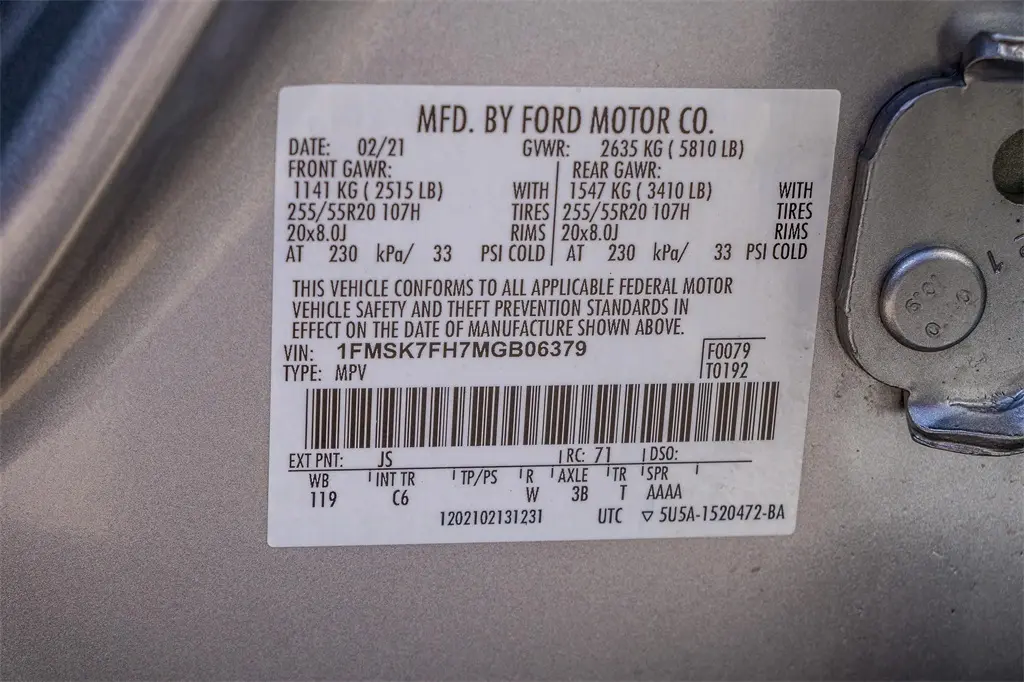 MFD. BY FORD MOTOR CO.
DATE: 02/21 GVWR: 2635 KG ( 5810 LB)
FRONT GAWR: REAR GAWR:
1141 KG ( 2515 LB) WITH 1547 KG ( 3410 LB) WITH
255/55R20 107H TIRES 255/55R20 107H TIRES
20x8.0J RIMS 20x8.0J RIMS
AT 230 kPa/ 33 PSI COLD AT 230 kPa/ 33 PSI COLD
THIS VEHICLE CONFORMS TO ALL APPLICABLE FEDERAL MOTOR
VEHICLE SAFETY AND THEFT PREVENTION STANDARDS IN
EFFECT ON THE DATE OF MANUFACTURE SHOWN ABOVE.
VIN: 1FMSK7FH7MGB06379 F0079
TYPE: MPV T0192
EXT PNT: JS RC: 71 DSO:
WB INT TR TP/PS R AXLE TR SPR
119 C6 W 3B T AAAA
1202102131231 UTC ▽ 5U5A-1520472-BA